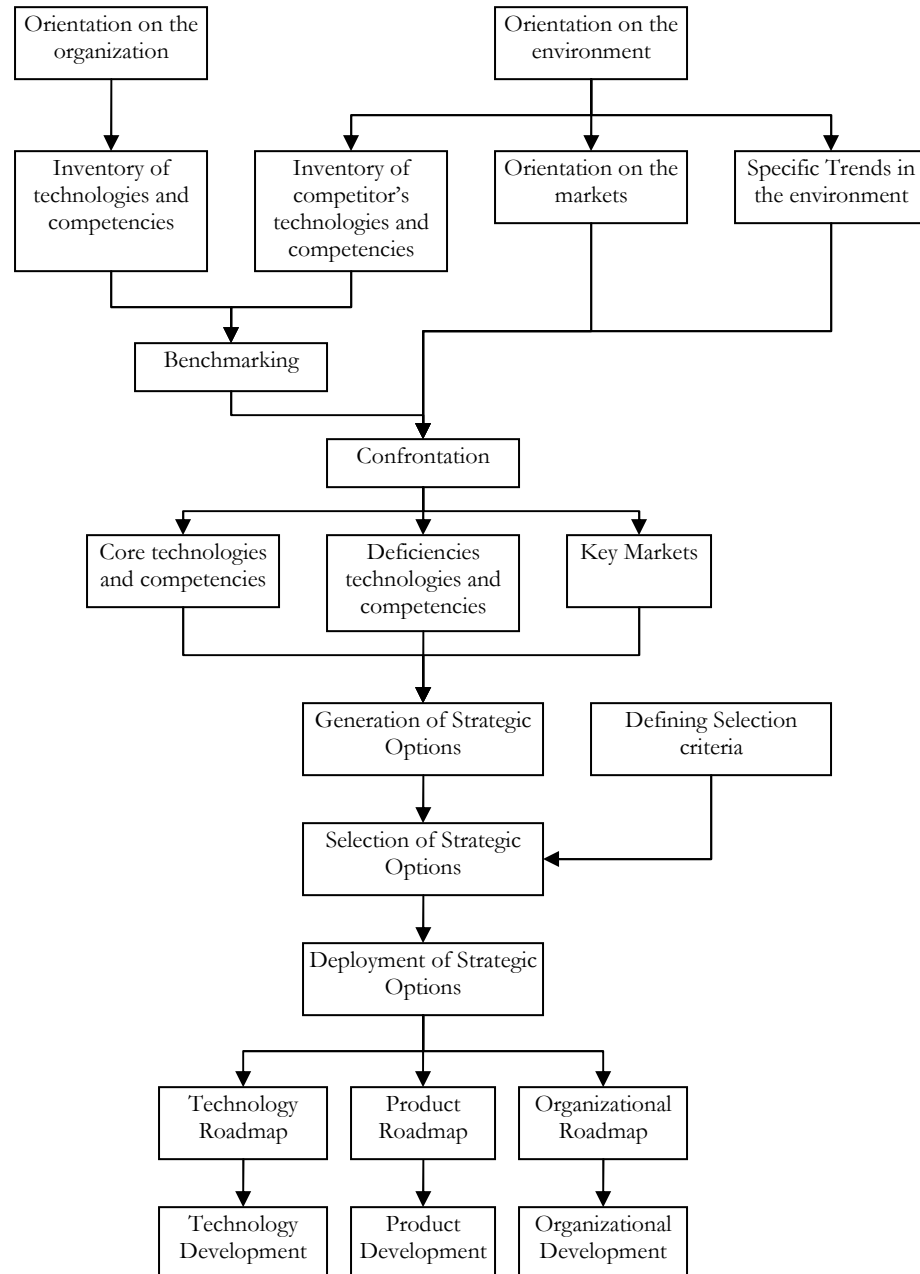 Orientation on the
organization
Orientation on the
environment
Inventory of
technologies and
competencies
Inventory of
competitor's
technologies and
competencies
Orientation on the
markets
Specific Trends in
the environment
Benchmarking
Confrontation
Core technologies
and competencies
Deficiencies
technologies and
competencies
Key Markets
Generation of Strategic
Options
Defining Selection
criteria
Selection of Strategic
Options
Deployment of Strategic
Options
Technology
Roadmap
Product
Roadmap
Organizational
Roadmap
Technology
Development
Product
Development
Organizational
Development